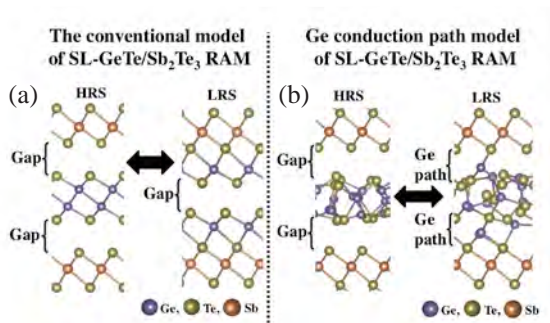 The conventional model
of SL-GeTe/Sb₂Te₃ RAM
(a)
HRS
LRS
Gap
Gap
Gap
Ge, Te, Sb
Ge conduction path model
of SL-GeTe/Sb₂Te₃ RAM
(b)
HRS
LRS
Gap
Gap
Ge
path
Ge
path
Ge, Te, Sb